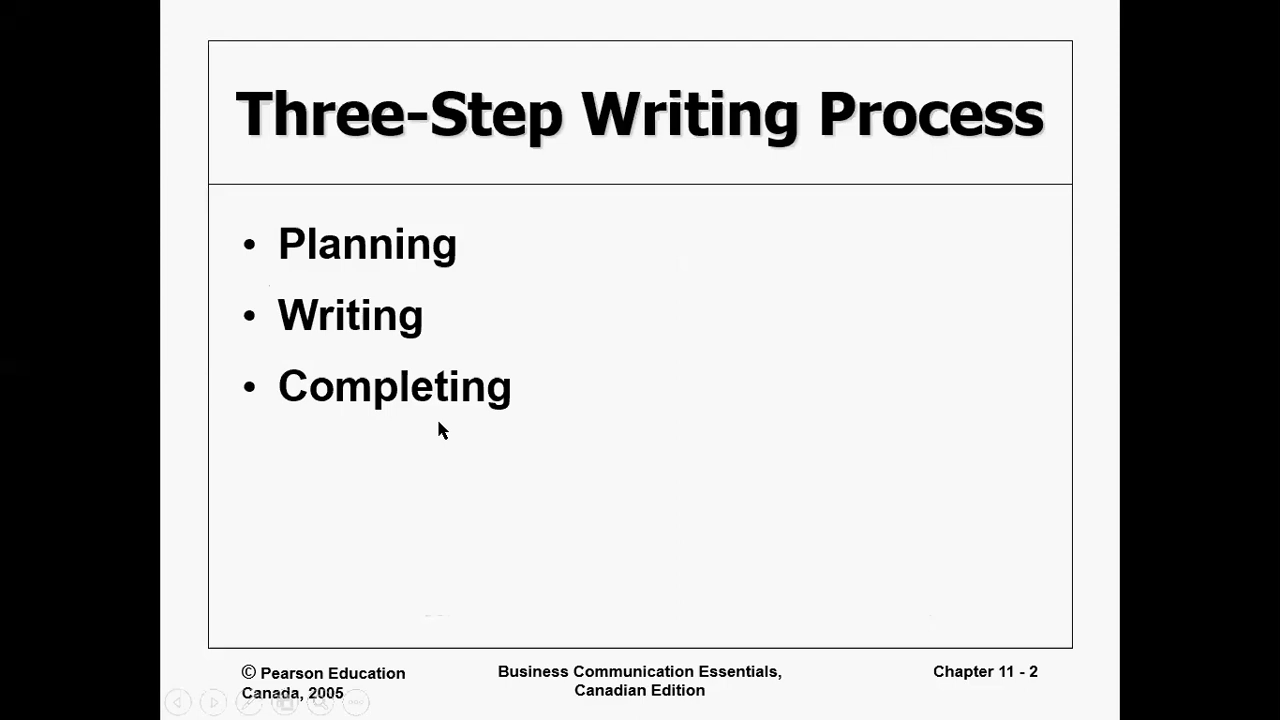 Three-Step Writing Process
• Planning
• Writing
• Completing
© Pearson Education
Canada, 2005
Business Communication Essentials,
Canadian Edition
Chapter 11 - 2